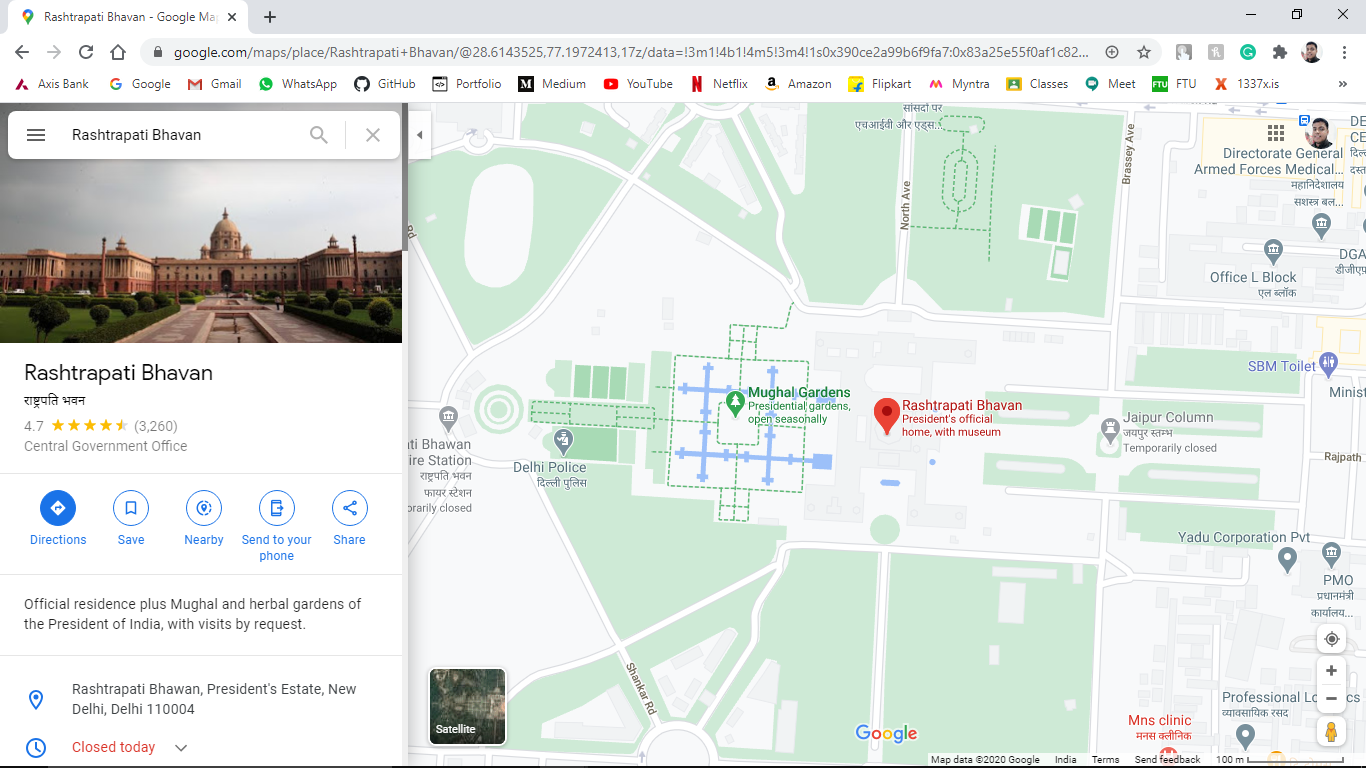 Rashtrapati Bhavan - Google Ma
google.com/maps/place/Rashtrapati+Bhavan/@28.6143525,77.1972413,17z/data=!3m1!4b1!4m5!3m4!1s0x390ce2a99b6f9fa7:0x83a25e55f0af1c82...
Axis Bank
Google
Gmail
WhatsApp
GitHub
Portfolio
Medium
YouTube
Netflix
Amazon
Flipkart
Myntra
Classes
Meet
FTU
FTU
1337x.is
»
Rashtrapati Bhavan
Rashtrapati Bhavan
राष्ट्रपति भवन
4.7
(3,260)
Central Government Office
Directions
Save
Nearby
Send to your
phone
Share
Official residence plus Mughal and herbal gardens of
the President of India, with visits by request.
Rashtrapati Bhawan, President's Estate, New
Delhi, Delhi 110004
Closed today
सांसदों पर
एचआईवी और एड्स...
North Ave
Brassey Ave
DE
CE
दिल्
Directorate General
Armed Forces Medical...
महानिदेशालय
सशस्त्र बल...
दस्त
DGA
डीजीए
Office L Block
एल ब्लॉक
SBM Toilet
Minist
Rd
Mughal Gardens
Presidential gardens,
open seasonally
Rashtrapati Bhavan
President's official
home, with museum
Jaipur Column
जयपुर स्तम्भ
Temporarily closed
Rajpath
ati Bhawan
ire Station
राष्ट्रपति भवन
फायर स्टेशन
orarily closed
Delhi Police
दिल्ली पुलिस
Yadu Corporation Pvt
PMO
प्रधानमंत्री
कार्यालय...
Shankar Rd
Professional Lo
cs
व्यावसायिक रसद
Mns clinic
मनस क्लीनिक
Satellite
Google
Map data ©2020 Google
India
Terms
Send feedback
100 m